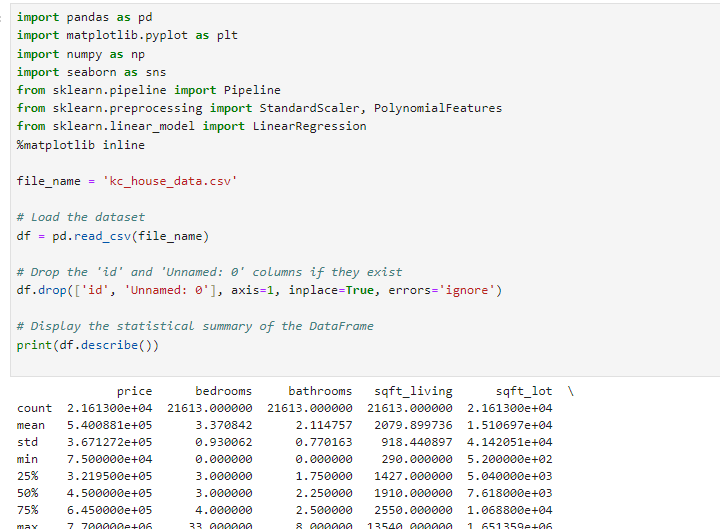 import pandas as pd
import matplotlib.pyplot as plt
import numpy as np
import seaborn as sns
from sklearn.pipeline import Pipeline
from sklearn.preprocessing import StandardScaler, PolynomialFeatures
from sklearn.linear_model import LinearRegression
%matplotlib inline
file_name = 'kc_house_data.csv'
# Load the dataset
df = pd.read_csv(file_name)
# Drop the 'id' and 'Unnamed: 0' columns if they exist
df.drop(['id', 'Unnamed: 0'], axis=1, inplace=True, errors='ignore')
# Display the statistical summary of the DataFrame
print(df.describe())
price bedrooms bathrooms sqft_living sqft_lot \
count 2.161300e+04 21613.000000 21613.000000 21613.000000 2.161300e+04
mean 5.400881e+05 3.370842 2.114757 2079.899736 1.510697e+04
std 3.671272e+05 0.930062 0.770163 918.440897 4.142051e+04
min 7.500000e+04 0.000000 0.000000 290.000000 5.200000e+02
25% 3.219500e+05 3.000000 1.750000 1427.000000 5.040000e+03
50% 4.500000e+05 3.000000 2.250000 1910.000000 7.618000e+03
75% 6.450000e+05 4.000000 2.500000 2550.000000 1.068800e+04
max 7.700000e+06 33.000000 8.000000 13540.000000 1.651359e+06